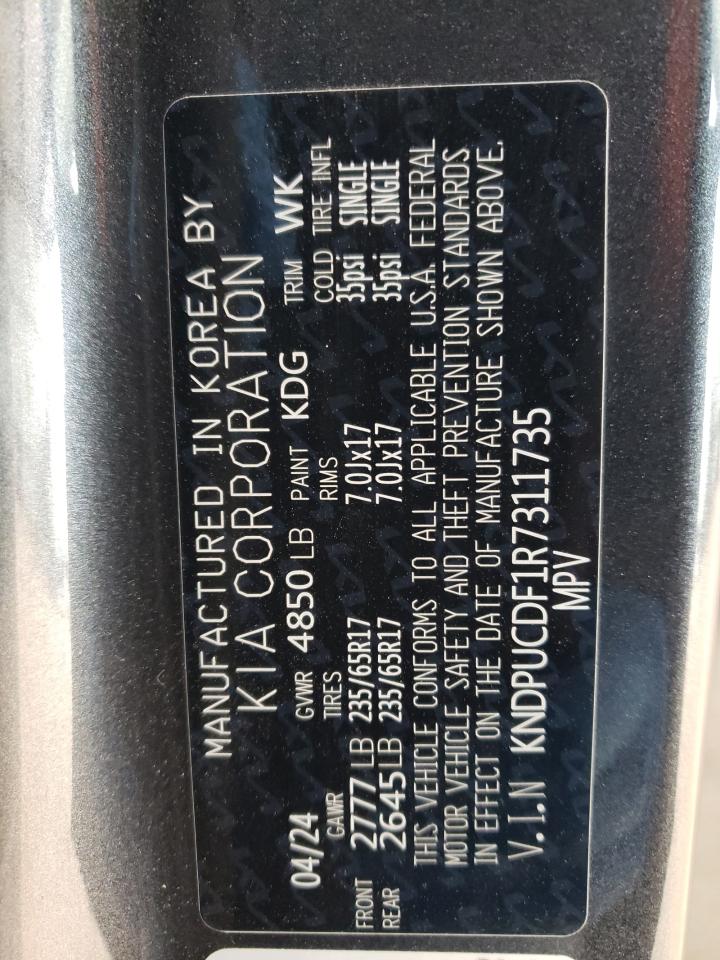 MANUFACTURED IN KOREA BY
KIA CORPORATION
04/24 GVWR 4850 LB PAINT KDG TRIM WK
GAWR TIRES RIMS COLD TIRE INFL
FRONT 2777 LB 235/65R17 7.0Jx17 35psi SINGLE
REAR 2645 LB 235/65R17 7.0Jx17 35psi SINGLE
THIS VEHICLE CONFORMS TO ALL APPLICABLE U.S.A. FEDERAL
MOTOR VEHICLE SAFETY AND THEFT PREVENTION STANDARDS
IN EFFECT ON THE DATE OF MANUFACTURE SHOWN ABOVE.
V.I.N KNDPUCDF1R7311735
MPV